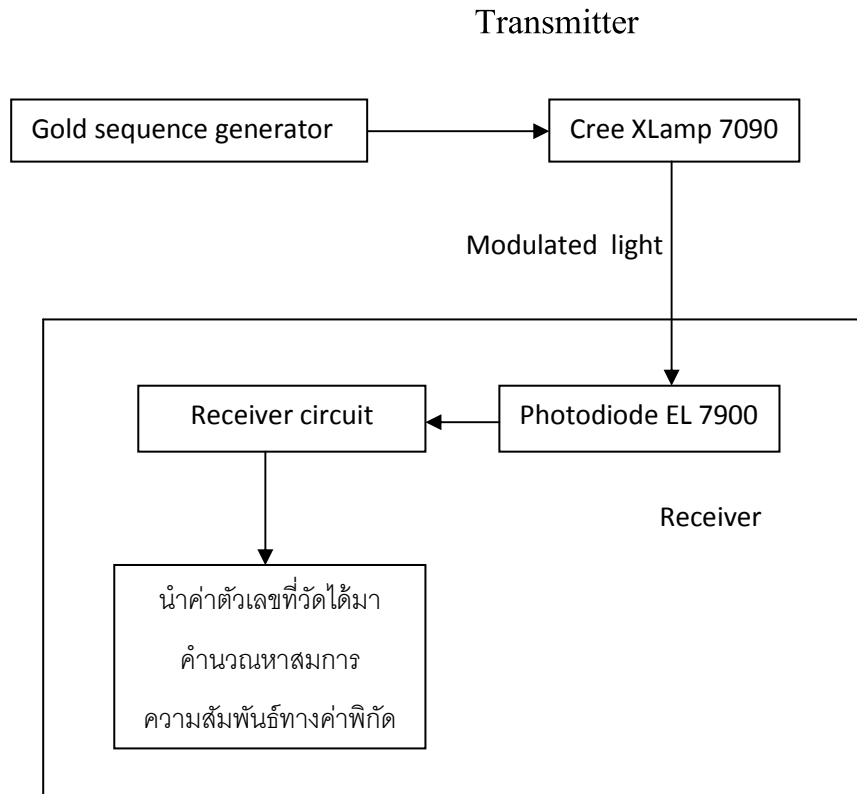 Transmitter
Gold sequence generator
Cree XLamp 7090
Modulated light
Receiver circuit
Photodiode EL 7900
Receiver
นำค่าตัวเลขที่วัดได้มา
คำนวณหาสมการ
ความสัมพันธ์ทางค่าพิกัด